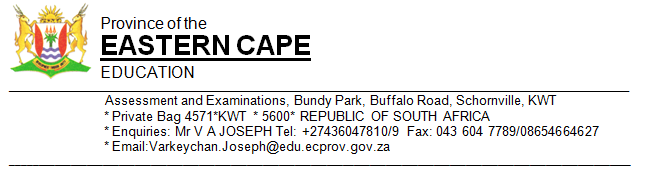 Province of the
EASTERN CAPE
EDUCATION
Assessment and Examinations, Bundy Park, Buffalo Road, Schornville, KWT
* Private Bag 4571*KWT * 5600* REPUBLIC OF SOUTH AFRICA
* Enquiries: Mr V A JOSEPH Tel: +27436047810/9 Fax: 043 604 7789/08654664627
* Email:Varkeychan.Joseph@edu.ecprov.gov.za